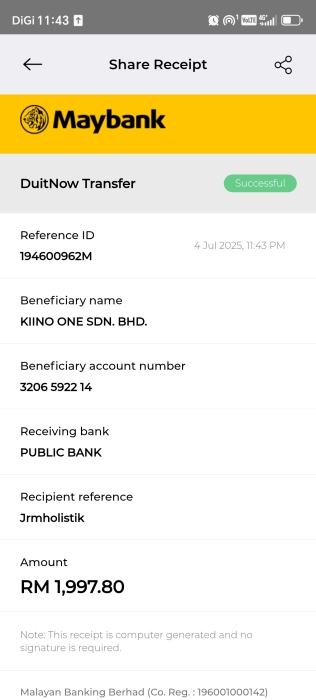 DiGi 11:43
Share Receipt
Maybank
DuitNow Transfer
Successful
Reference ID
194600962M
4 Jul 2025, 11:43 PM
Beneficiary name
KIINO ONE SDN. BHD.
Beneficiary account number
3206 5922 14
Receiving bank
PUBLIC BANK
Recipient reference
Jrmholistik
Amount
RM 1,997.80
Note: This receipt is computer generated and no
signature is required.
Malayan Banking Berhad (Co. Reg. : 196001000142)